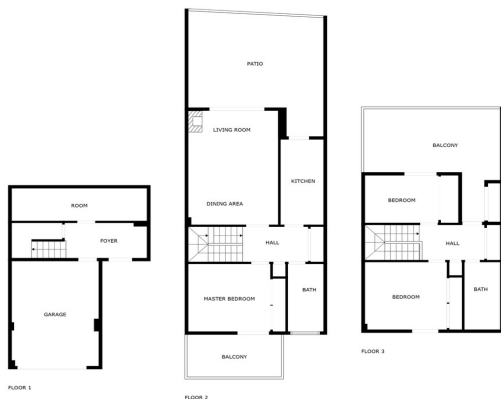 ROOM
FOYER
GARAGE
FLOOR 1
PATIO
LIVING ROOM
KITCHEN
DINING AREA
HALL
MASTER BEDROOM
BATH
BALCONY
FLOOR 2
BALCONY
BEDROOM
HALL
BEDROOM
BATH
FLOOR 3